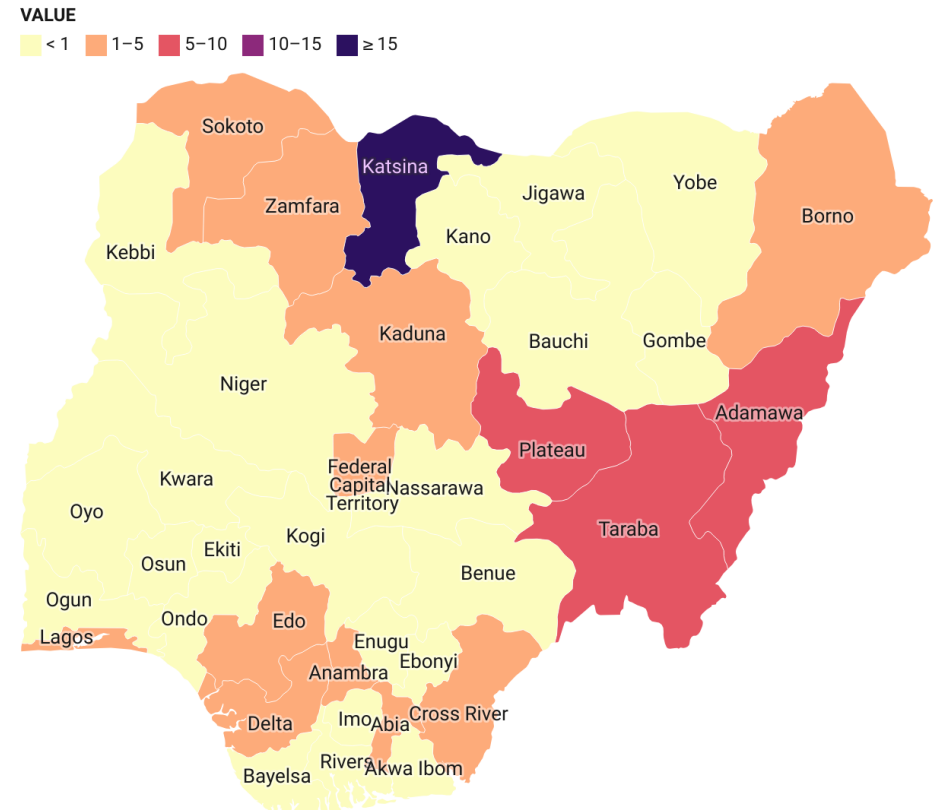 VALUE
< 1 1–5 5–10 10–15 ≥ 15
Sokoto
Katsina
Yobe
Jigawa
Zamfara
Borno
Kano
Kebbi
Kaduna
Bauchi
Gombe
Niger
Adamawa
Plateau
Federal
Capital
Territory
Nassarawa
Kwara
Oyo
Taraba
Kogi
Ekiti
Osun
Benue
Ogun
Ondo
Edo
Lagos
Enugu
Ebonyi
Anambra
Cross River
Imo
Abia
Delta
Rivers
Akwa Ibom
Bayelsa